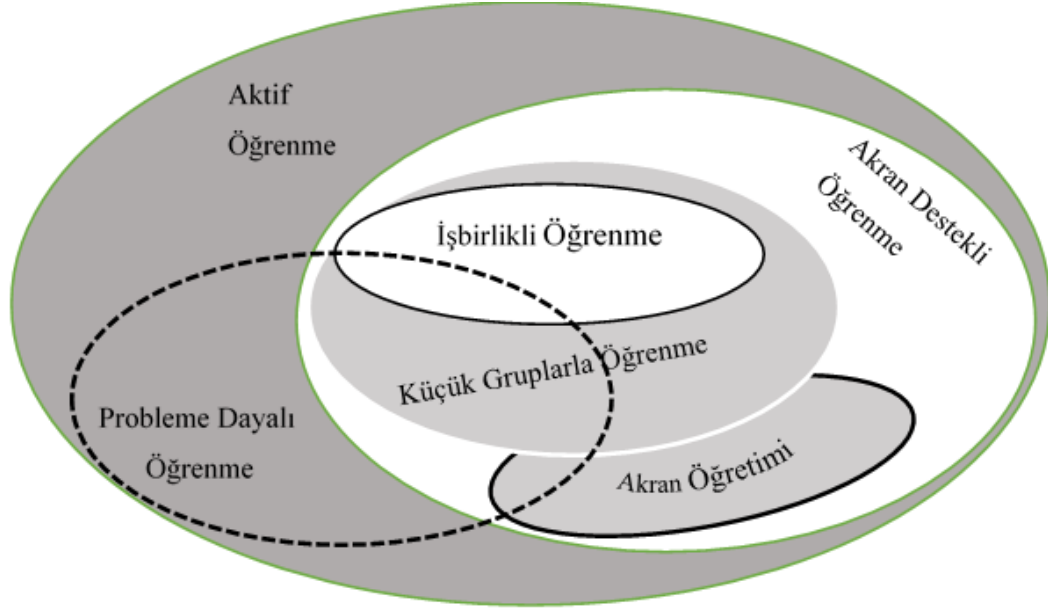 Aktif
Öğrenme
Akran Destekli
Öğrenme
İşbirlikli Öğrenme
Küçük Gruplarla Öğrenme
Probleme Dayalı
Öğrenme
Akran Öğretimi